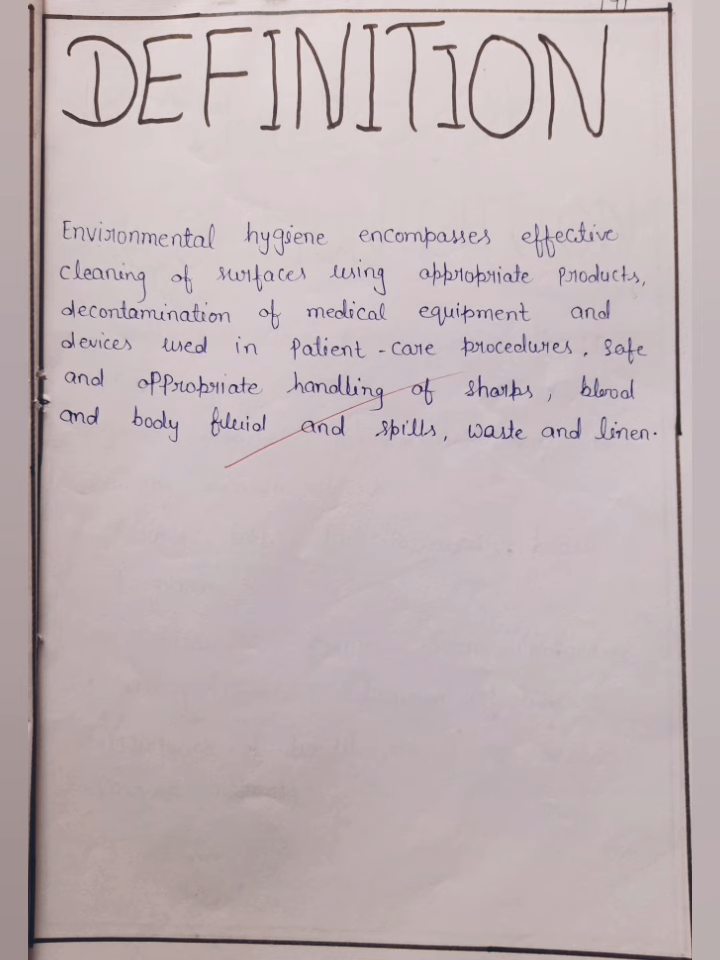 DEFINITION
Environmental hygiene encompasses effective
cleaning of surfaces using appropriate products,
decontamination of medical equipment and
devices used in patient-care procedures. Safe
and appropriate handling of sharps, blood
and body fluid and spills, waste and linen.